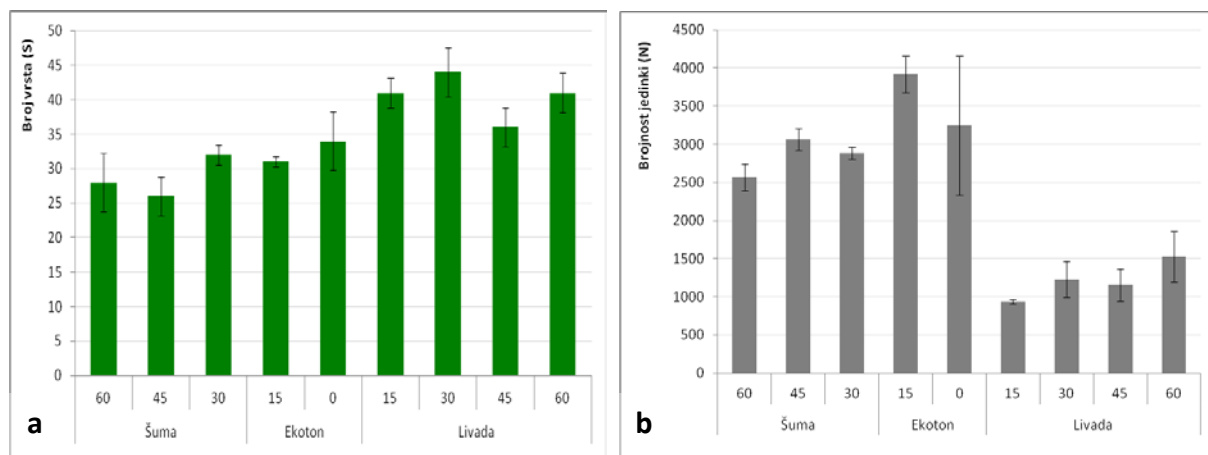 Broj vrsta (S)
50
45
40
35
30
25
20
15
10
5
0
60 45 30 15 0 15 30 45 60
Šuma Ekoton Livada
a
Brojnost jedinki (N)
4500
4000
3500
3000
2500
2000
1500
1000
500
0
60 45 30 15 0 15 30 45 60
Šuma Ekoton Livada
b